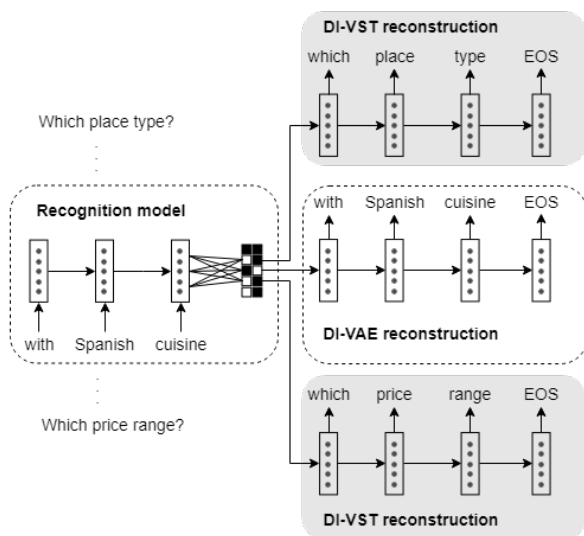 DI-VST reconstruction
which place type EOS
Which place type?
Recognition model
with Spanish cuisine
with Spanish cuisine EOS
DI-VAE reconstruction
Which price range?
which price range EOS
DI-VST reconstruction